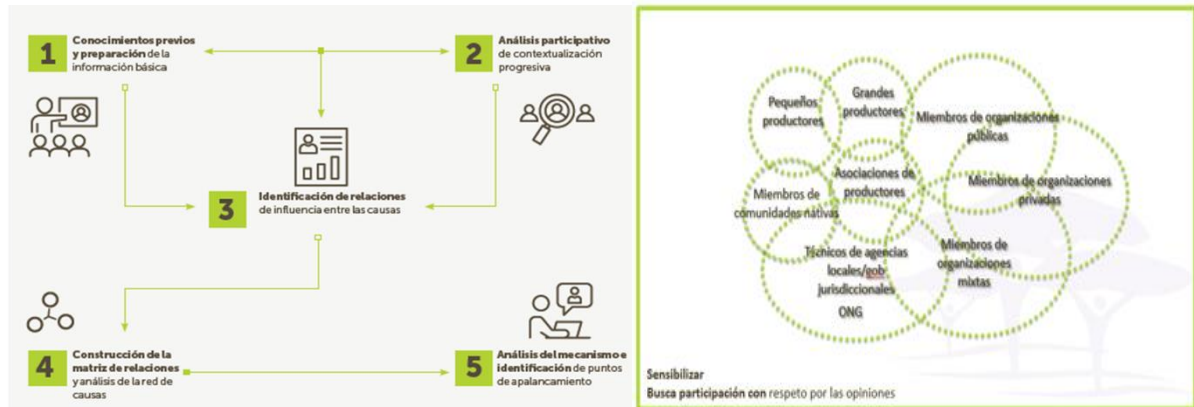 1
Conocimientos previos
y preparación de la
información básica
2
Análisis participativo
de contextualización
progresiva
3
Identificación de relaciones
de influencia entre las causas
4
Construcción de la
matriz de relaciones
y análisis de la red de
causas
5
Análisis del mecanismo e
identificación de puntos
de apalancamiento
Pequeños
productores
Grandes
productores
Miembros de organizaciones
públicas
Asociaciones de
productores
Miembros de organizaciones
privadas
Miembros de
comunidades nativas
Técnicos de agencias
locales/gob
jurisdiccionales
ONG
Miembros de
organizaciones
mixtas
Sensibilizar
Busca participación con respeto por las opiniones